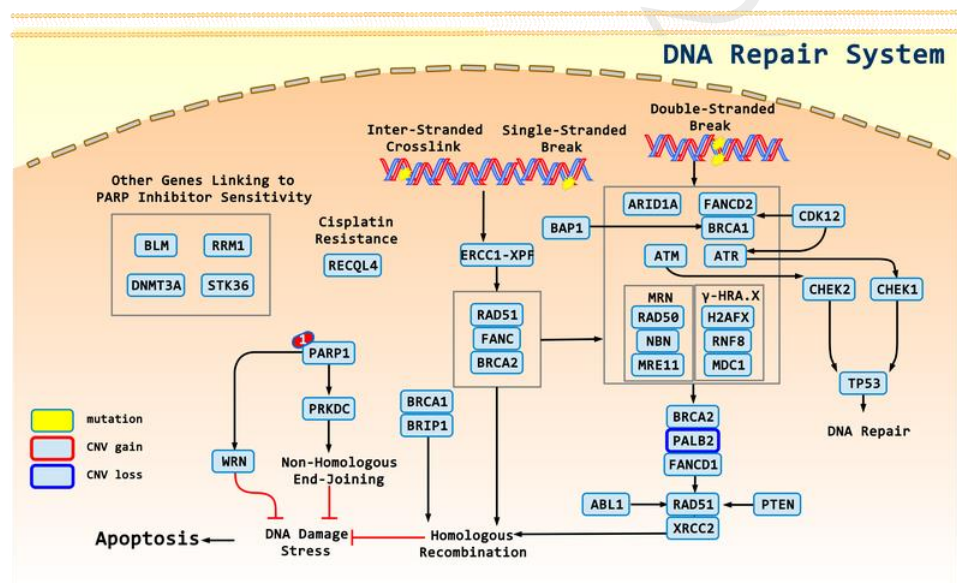 DNA Repair System
Double-Stranded
Break
Inter-Stranded
Crosslink
Single-Stranded
Break
Other Genes Linking to
PARP Inhibitor Sensitivity
BLM
RRM1
DNMT3A
STK36
Cisplatin
Resistance
RECQL4
ERCC1-XPF
RAD51
FANC
BRCA2
BAP1
ARID1A
FANCD2
BRCA1
CDK12
ATM
ATR
CHEK2
CHEK1
MRN
RAD50
NBN
MRE11
γ-HRA.X
H2AFX
RNF8
MDC1
TP53
DNA Repair
1
PARP1
PRKDC
WRN
Non-Homologous
End-Joining
BRCA1
BRIP1
BRCA2
PALB2
FANCD1
ABL1
RAD51
PTEN
XRCC2
mutation
CNV gain
CNV loss
Apoptosis
DNA Damage
Stress
Homologous
Recombination